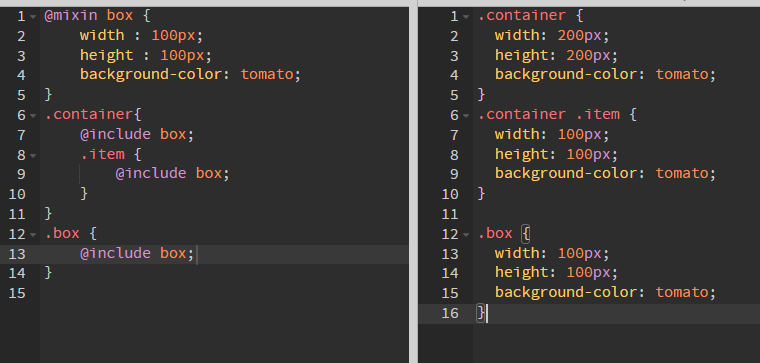 1 @mixin box {
2 width : 100px;
3 height : 100px;
4 background-color: tomato;
5 }
6 .container{
7 @include box;
8 .item {
9 @include box;
10 }
11 }
12 .box {
13 @include box;
14 }
15
1 .container {
2 width: 200px;
3 height: 200px;
4 background-color: tomato;
5 }
6 .container .item {
7 width: 100px;
8 height: 100px;
9 background-color: tomato;
10 }
11
12 .box {
13 width: 100px;
14 height: 100px;
15 background-color: tomato;
16 }